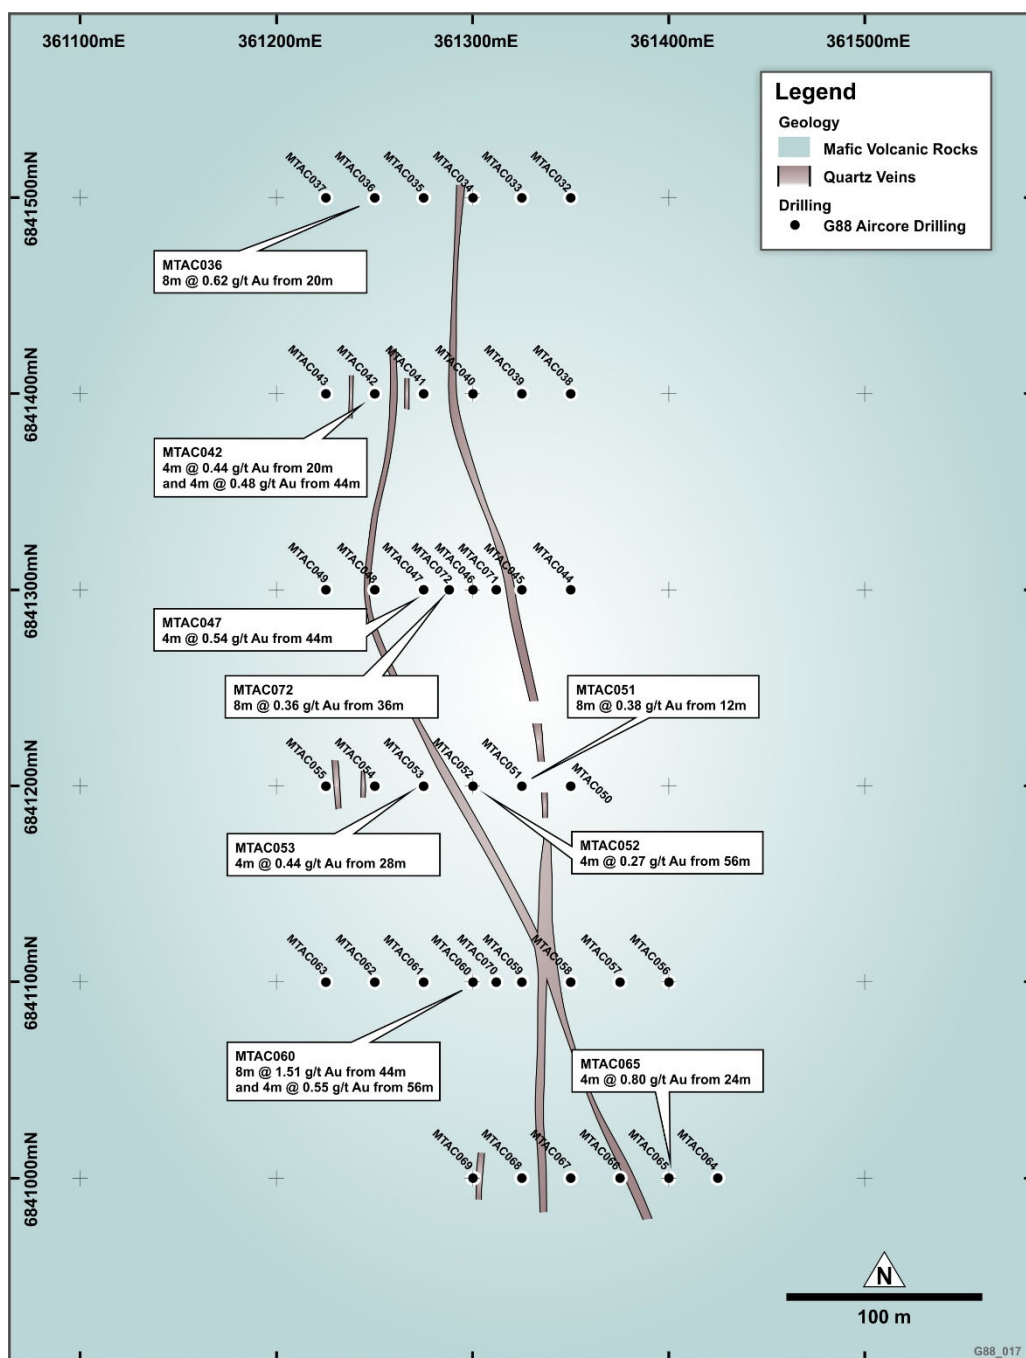 361100mE
361200mE
361300mE
361400mE
361500mE
Legend
Geology
Mafic Volcanic Rocks
Quartz Veins
Drilling
G88 Aircore Drilling
6841500mN
MTAC037
MTAC036
MTAC035
MTAC034
MTAC033
MTAC032
MTAC036
8m @ 0.62 g/t Au from 20m
6841400mN
MTAC043
MTAC042
MTAC041
MTAC040
MTAC039
MTAC038
MTAC042
4m @ 0.44 g/t Au from 20m
and 4m @ 0.48 g/t Au from 44m
6841300mN
MTAC049
MTAC048
MTAC047
MTAC072
MTAC046
MTAC071
MTAC045
MTAC044
MTAC047
4m @ 0.54 g/t Au from 44m
MTAC072
8m @ 0.36 g/t Au from 36m
MTAC051
8m @ 0.38 g/t Au from 12m
6841200mN
MTAC055
MTAC054
MTAC053
MTAC052
MTAC051
MTAC050
MTAC053
4m @ 0.44 g/t Au from 28m
MTAC052
4m @ 0.27 g/t Au from 56m
6841100mN
MTAC063
MTAC062
MTAC061
MTAC060
MTAC070
MTAC059
MTAC058
MTAC057
MTAC056
MTAC060
8m @ 1.51 g/t Au from 44m
and 4m @ 0.55 g/t Au from 56m
MTAC065
4m @ 0.80 g/t Au from 24m
6841000mN
MTAC069
MTAC068
MTAC067
MTAC066
MTAC065
MTAC064
N
100 m
G88_017